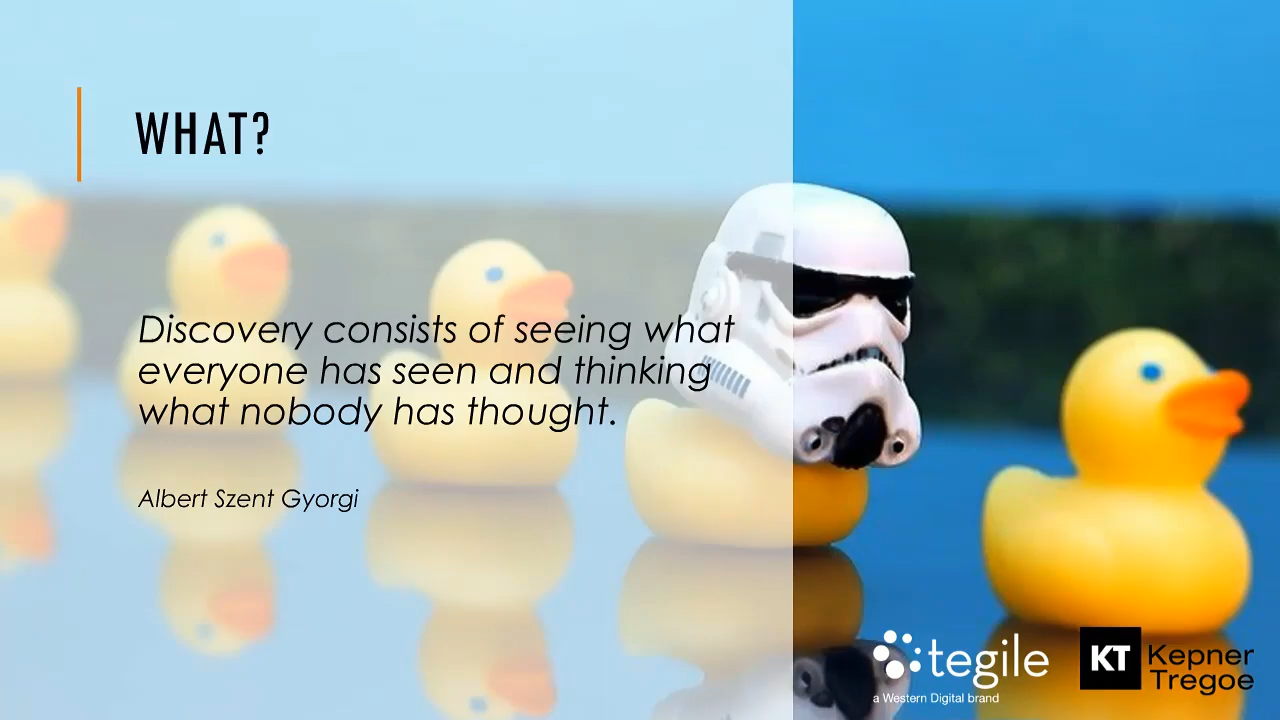 WHAT?
Discovery consists of seeing what
everyone has seen and thinking
what nobody has thought.
Albert Szent Gyorgi
tegile
a Western Digital brand
KT Kepner
Tregoe